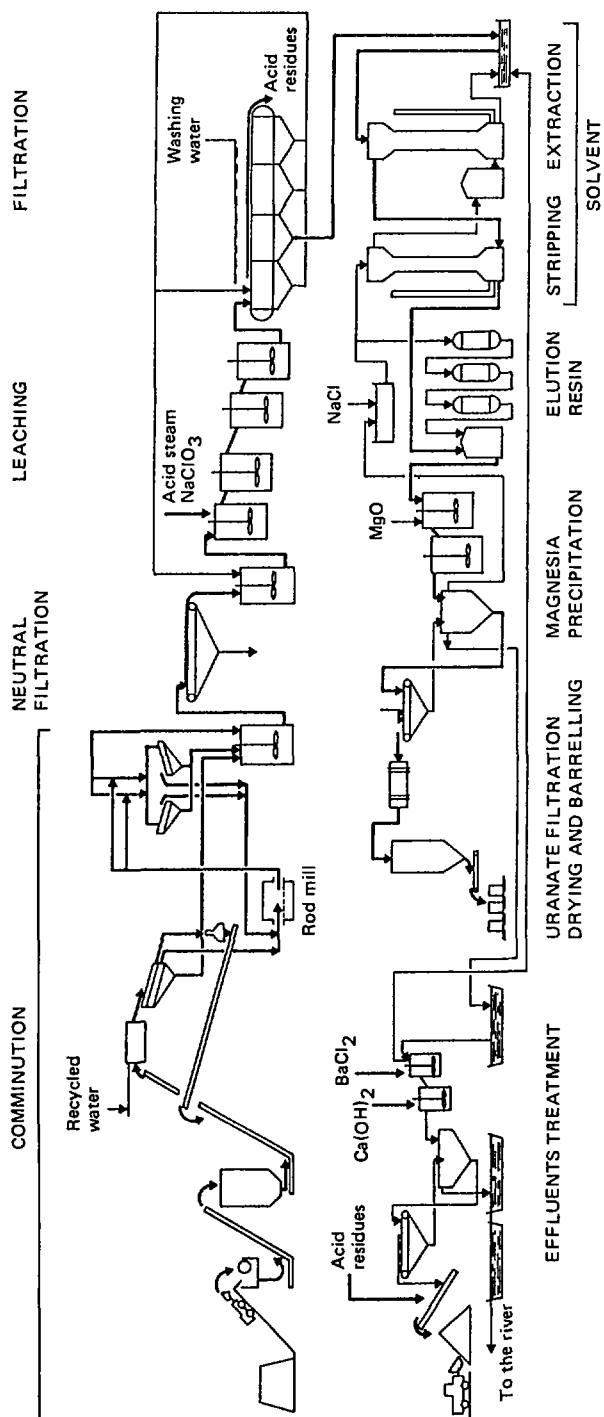 COMMINUTION
NEUTRAL
FILTRATION
LEACHING
FILTRATION
Recycled
water
Rod mill
Acid steam
NaClO3
Washing
water
Acid
residues
Acid
residues
To the river
Ca(OH)2
BaCl2
MgO
NaCl
EFFLUENTS TREATMENT
URANATE FILTRATION
DRYING AND BARRELLING
MAGNESIA
PRECIPITATION
ELUTION
RESIN
STRIPPING
EXTRACTION
SOLVENT